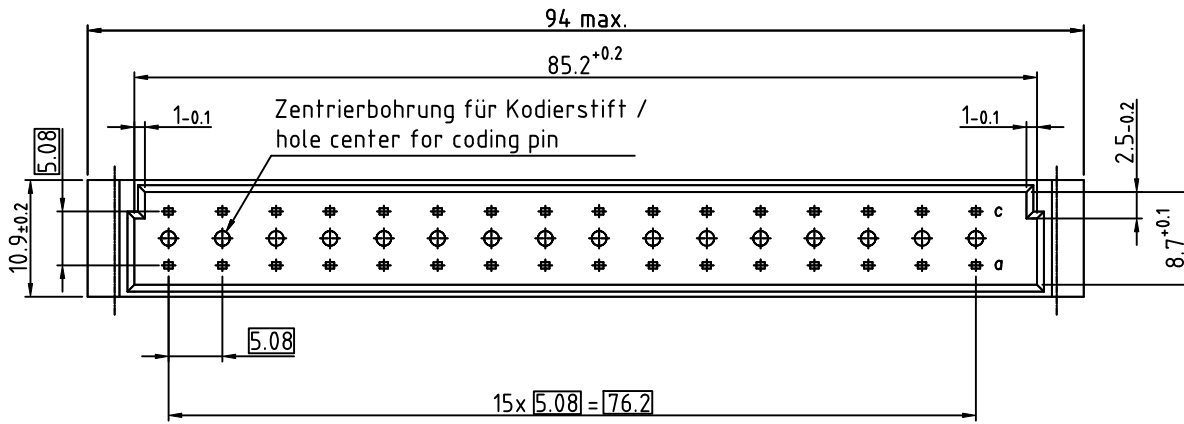 94 max.
85.2+0.2
Zentrierbohrung für Kodierstift /
hole center for coding pin
1-0.1
1-0.1
2.5-0.2
5.08
10.9±0.2
8.7+0.1
c
a
5.08
15x 5.08 = 76.2